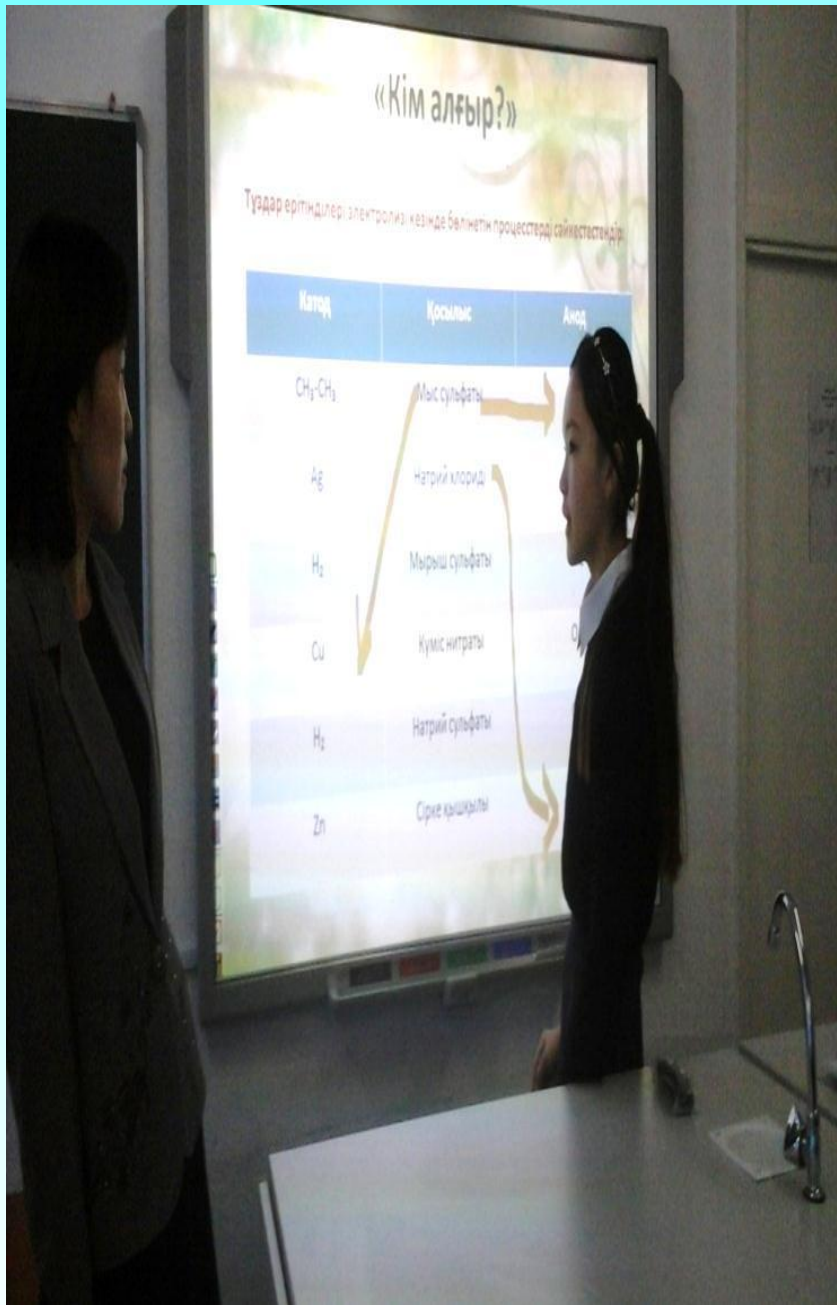 «Кім алғыр?»
Тұздар ерітінділері электролизі кезінде бөлінетін процесстерді сәйкестестендір
Катод Қосылыс Анод
CH₃-CH₃ Мыс сульфаты
Ag Натрий хлориді
H₂ Мырыш сульфаты
Cu Күміс нитраты
H₂ Натрий сульфаты
Zn Сірке қышқылы